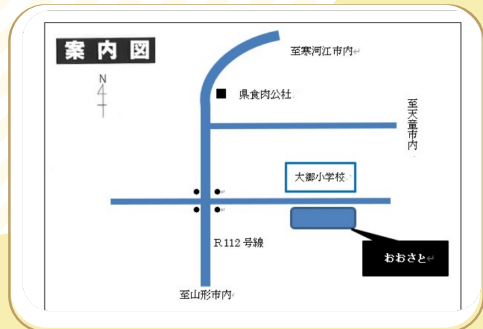 案内図
至寒河江市内
N
県食肉公社
至天童市内
大郷小学校
R112号線
おおさと
至山形市内